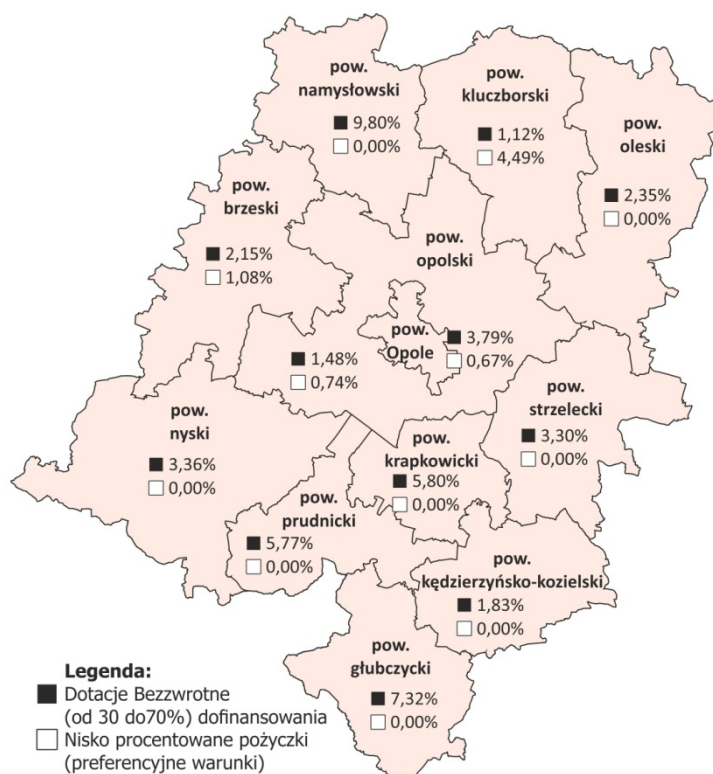 pow.
namysłowski
9,80%
0,00%
pow.
kluczborski
1,12%
4,49%
pow.
oleski
2,35%
0,00%
pow.
brzeski
2,15%
1,08%
pow.
opolski
1,48%
0,74%
pow.
Opole
3,79%
0,67%
pow.
strzelecki
3,30%
0,00%
pow.
nyski
3,36%
0,00%
pow.
krapkowicki
5,80%
0,00%
pow.
prudnicki
5,77%
0,00%
pow.
kędzierzyńsko-kozielski
1,83%
0,00%
pow.
głubczycki
7,32%
0,00%
Legenda:
Dotacje Bezzwrotne
(od 30 do70%) dofinansowania
Nisko procentowane pożyczki
(preferencyjne warunki)